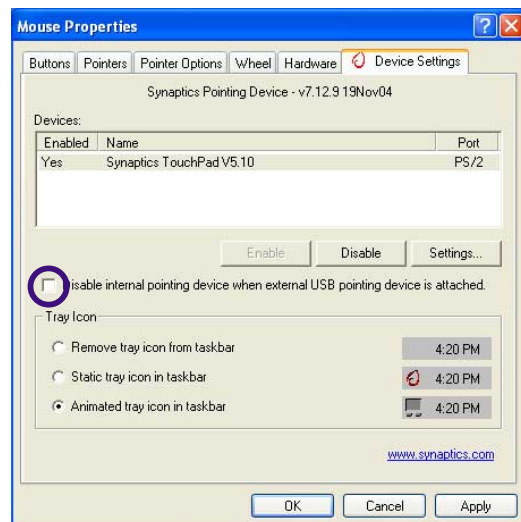 Mouse Properties
Buttons Pointers Pointer Options Wheel Hardware Device Settings
Synaptics Pointing Device - v7.12.9 19Nov04
Devices:
Enabled Name Port
Yes Synaptics TouchPad V5.10 PS/2
Enable Disable Settings...
Disable internal pointing device when external USB pointing device is attached.
Tray Icon
Remove tray icon from taskbar 4:20 PM
Static tray icon in taskbar 4:20 PM
Animated tray icon in taskbar 4:20 PM
www.synaptics.com
OK Cancel Apply